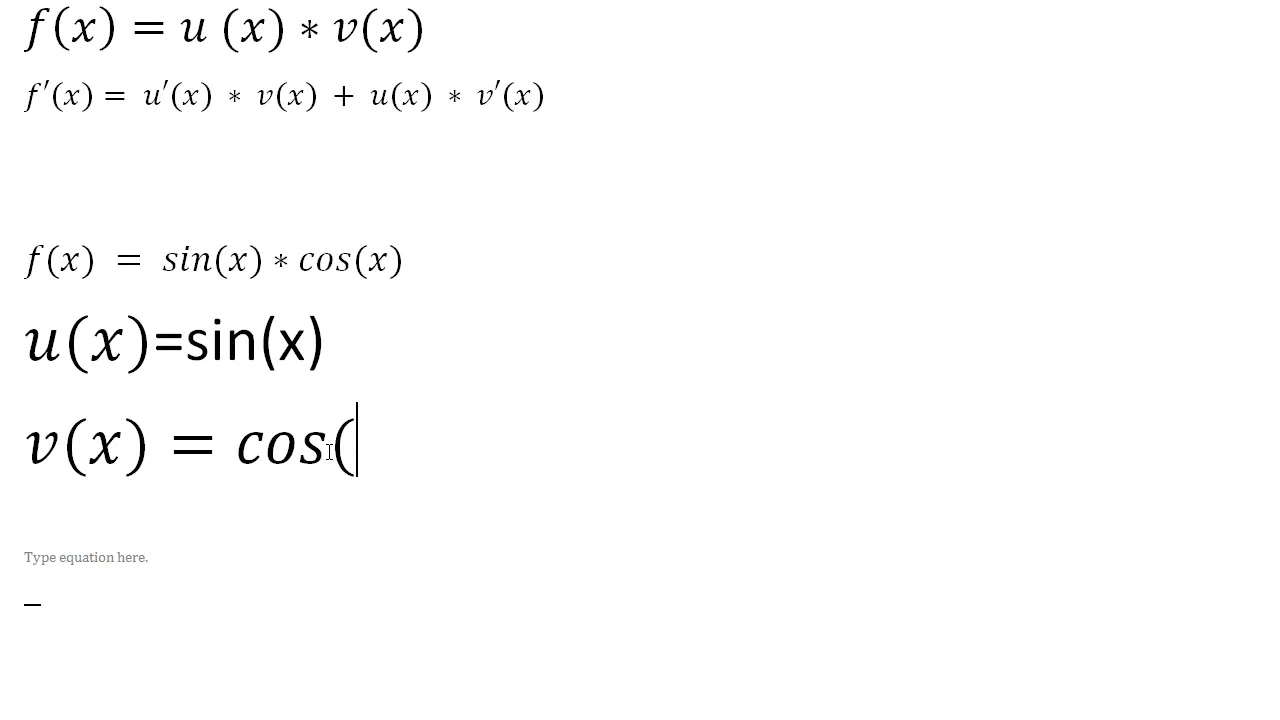 f(x) = u (x) ∗ v(x)
f′(x) = u′(x) ∗ v(x) + u(x) ∗ v′(x)
f(x) = sin(x) ∗ cos(x)
u(x)=sin(x)
v(x) = cos(
Type equation here.
_